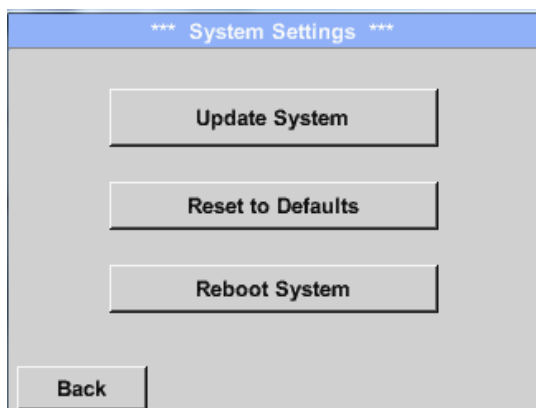 *** System Settings ***
Update System
Reset to Defaults
Reboot System
Back